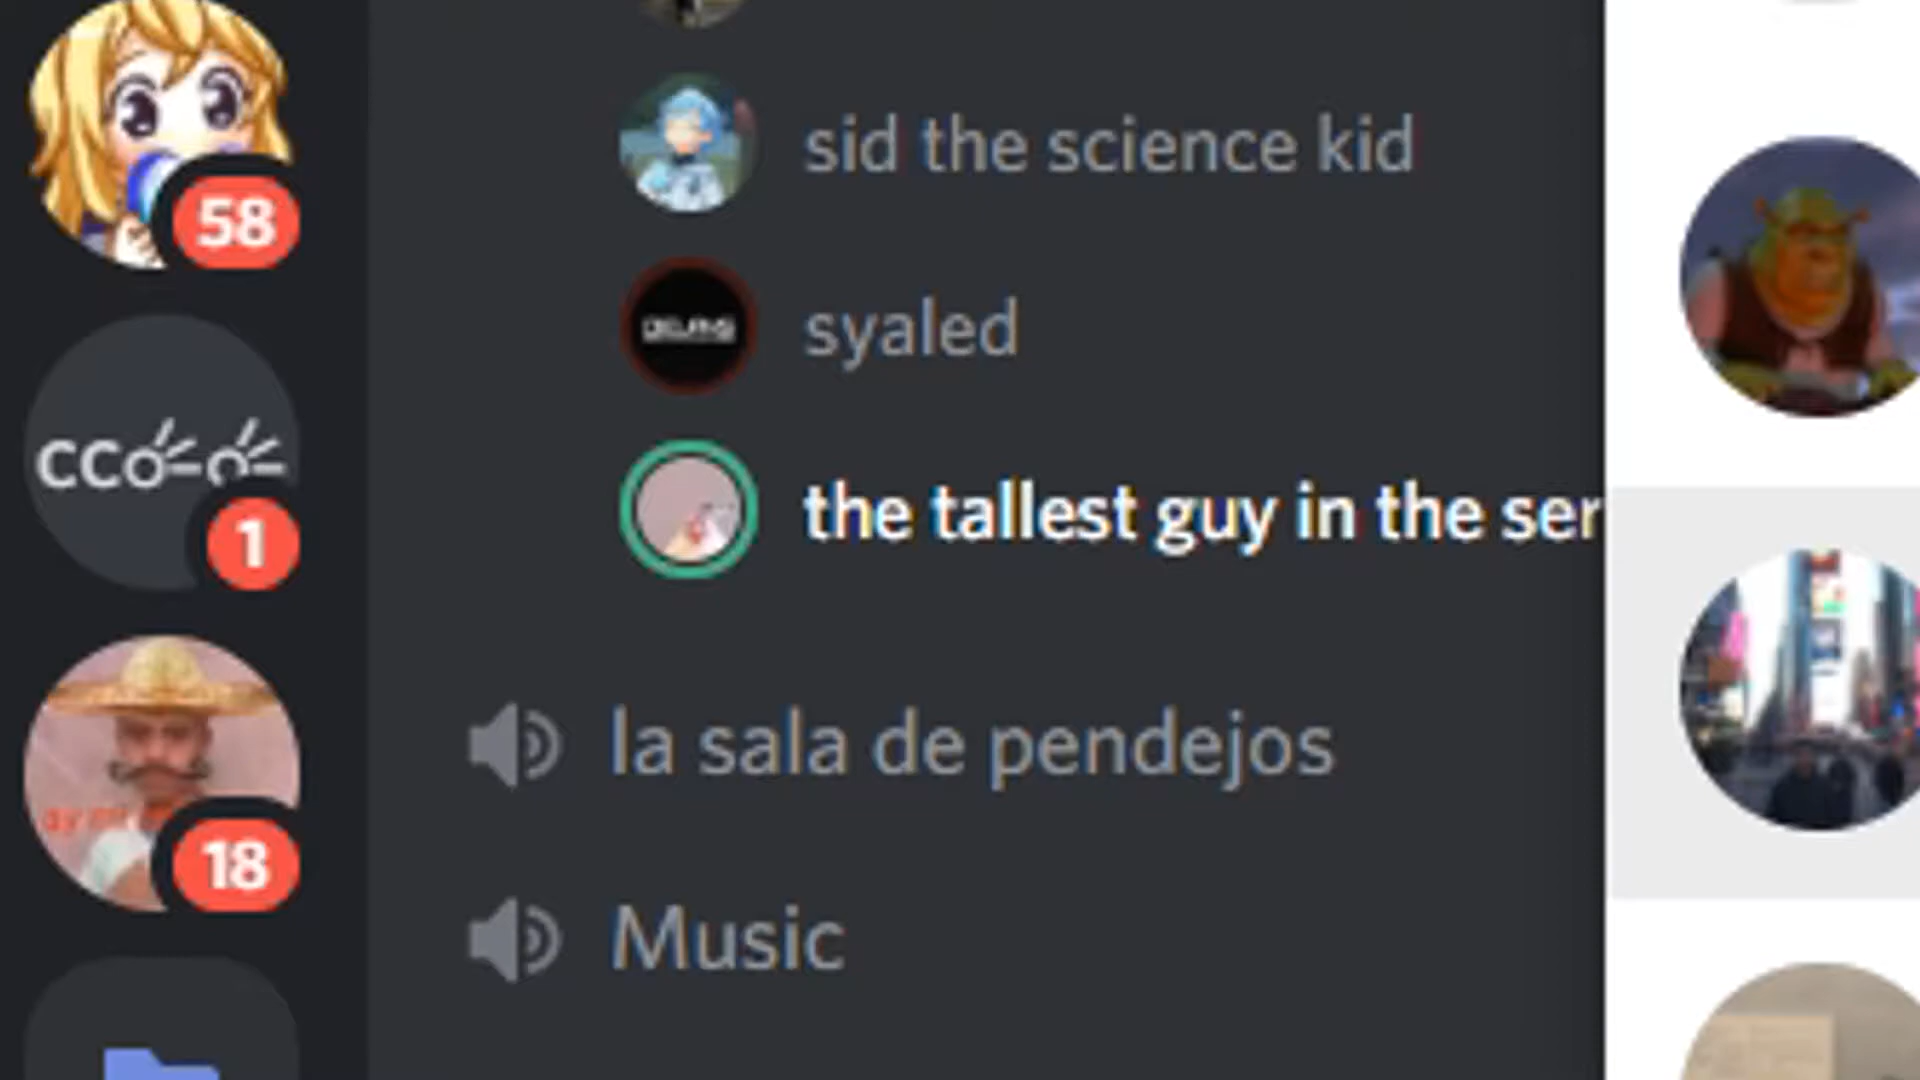 58
sid the science kid
syaled
1
the tallest guy in the ser
la sala de pendejos
18
Music